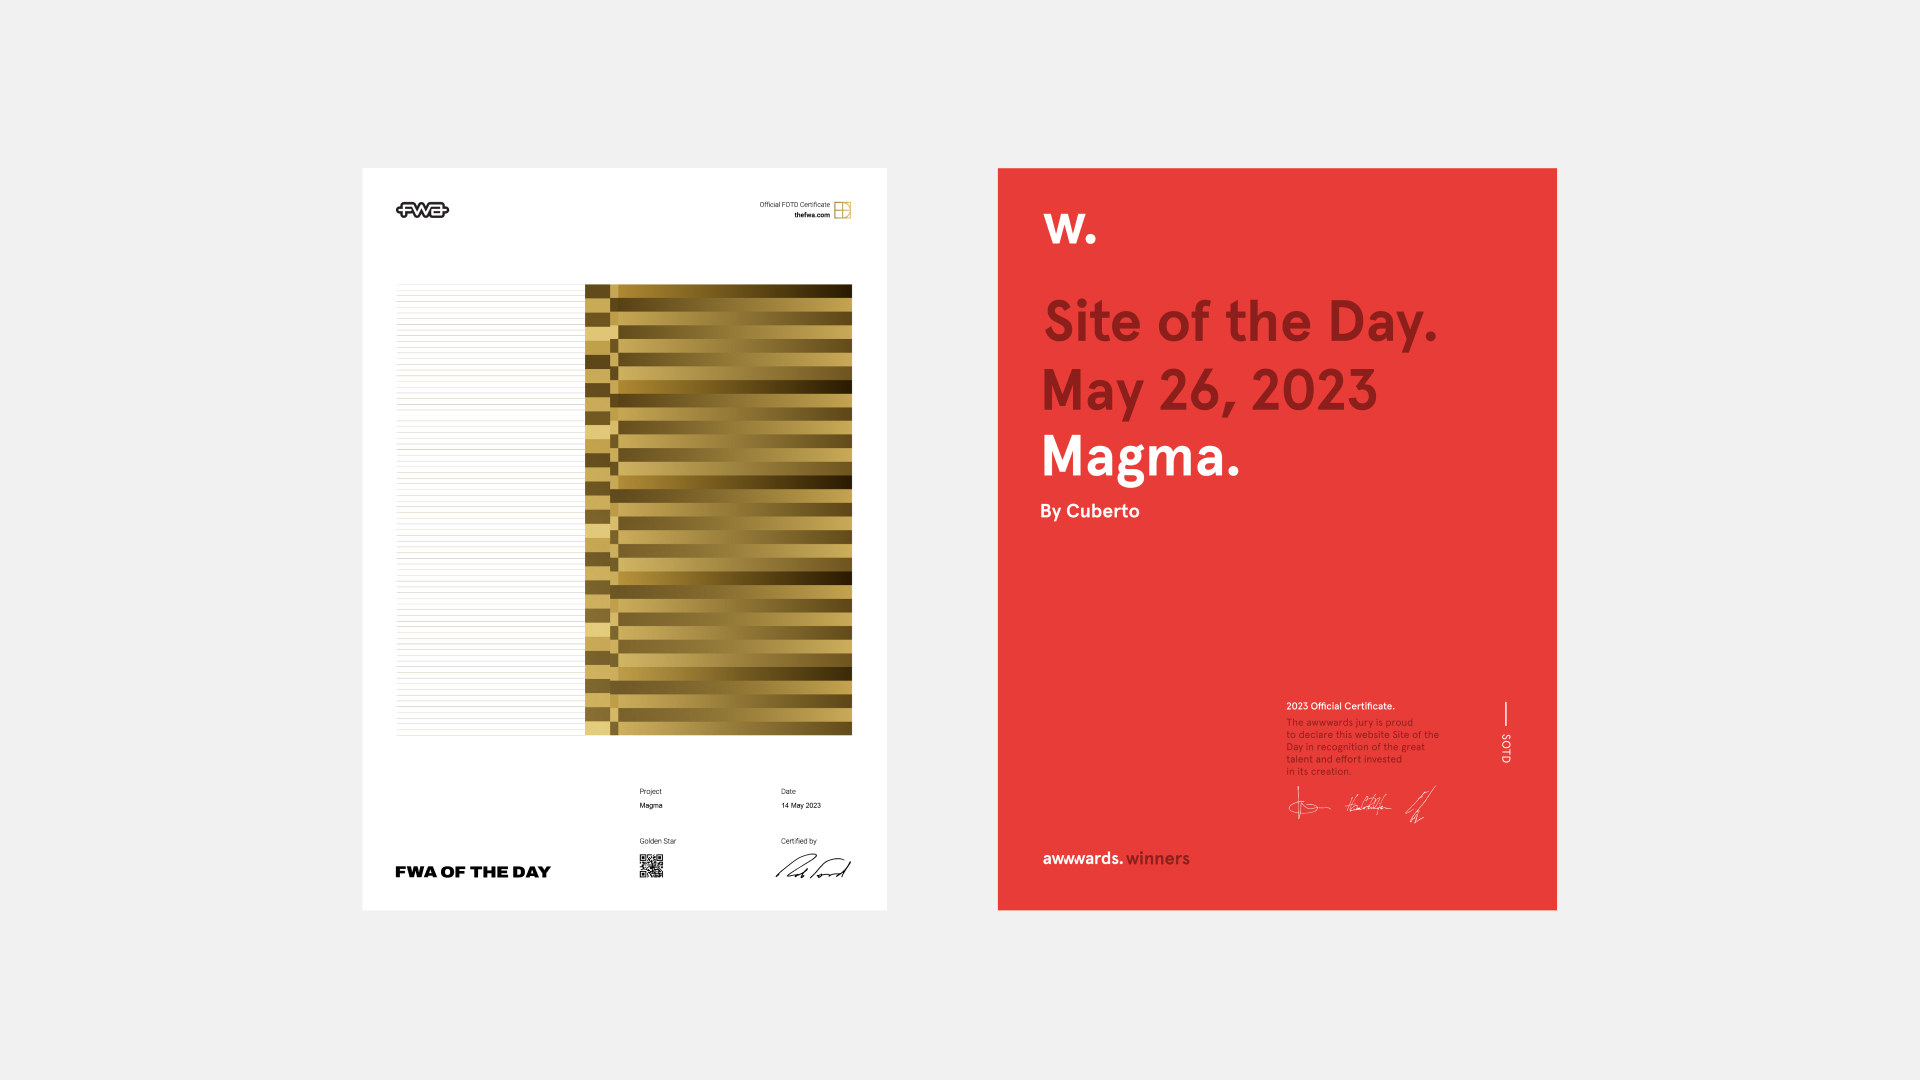 FWA
Official FOTD Certificate
thefwa.com
Project
Magma
Date
14 May 2023
Golden Star
Certified by
Rob Ford
FWA OF THE DAY
w.
Site of the Day.
May 26, 2023
Magma.
By Cuberto
2023 Official Certificate.
The awwwards jury is proud
to declare this website Site of the
Day in recognition of the great
talent and effort invested
in its creation.
SOTD
awwwards.winners